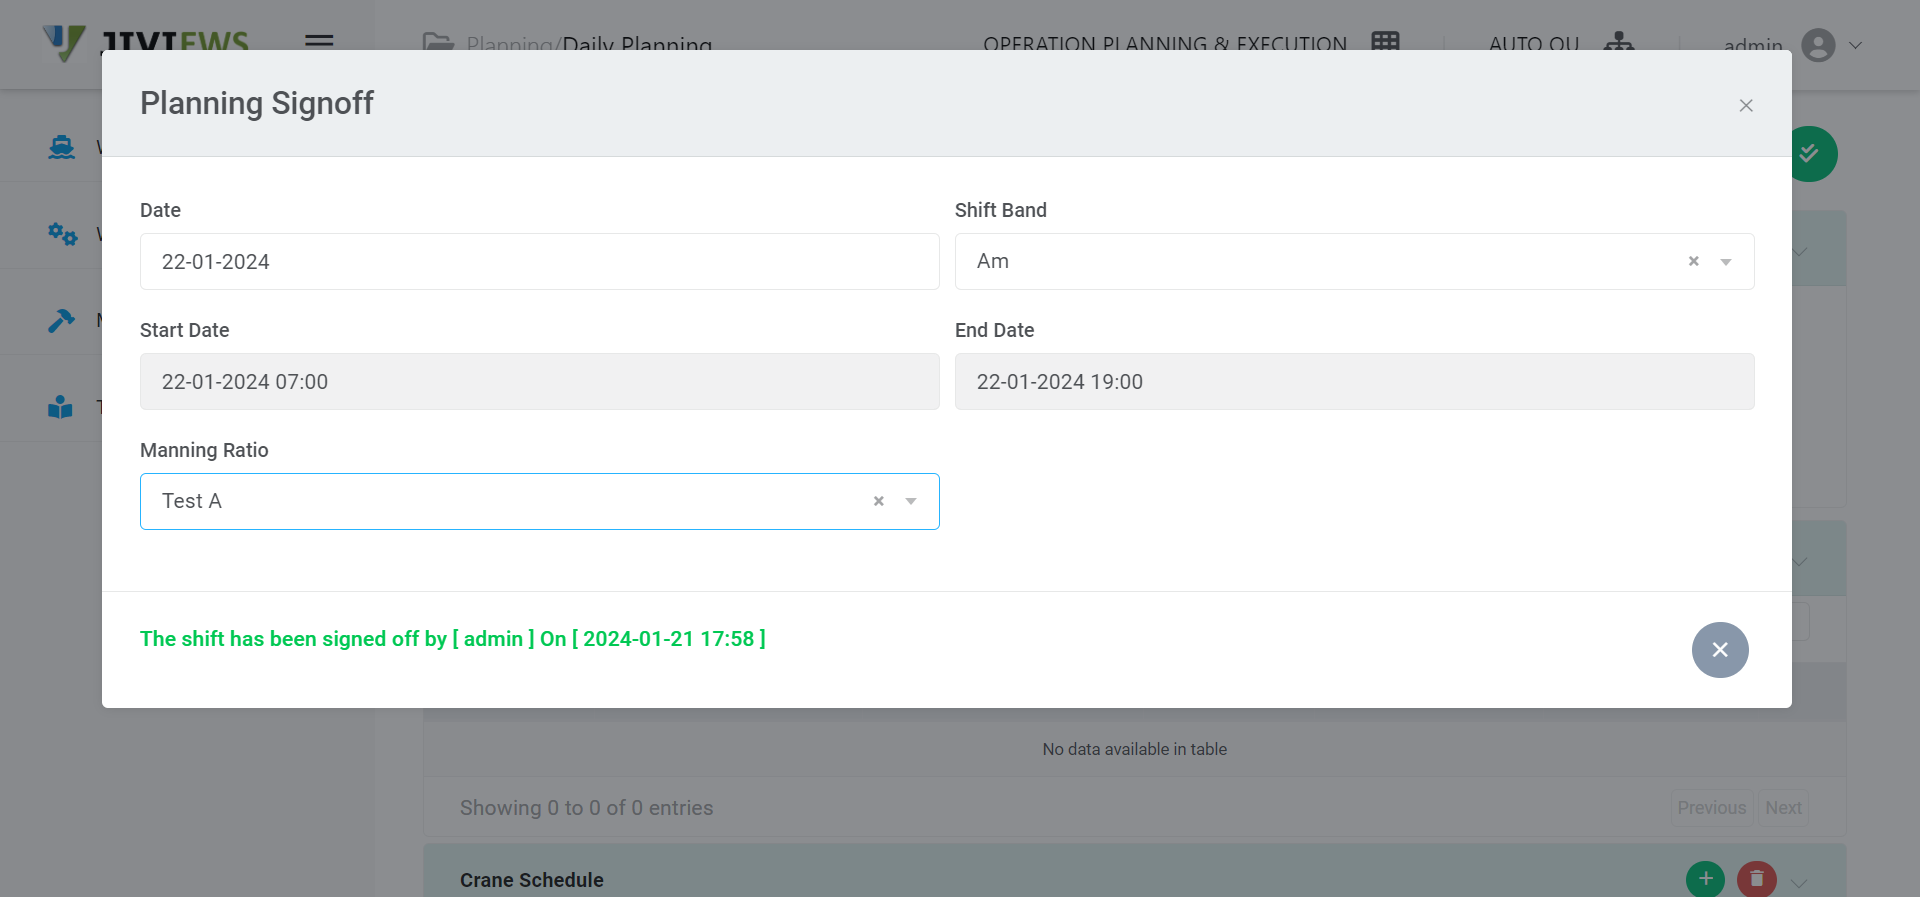 Planning/Daily Planning
OPERATION PLANNING & EXECUTION
AUTO OU
admin
Planning Signoff
Date
Shift Band
22-01-2024
Am
Start Date
End Date
22-01-2024 07:00
22-01-2024 19:00
Manning Ratio
Test A
The shift has been signed off by [ admin ] On [ 2024-01-21 17:58 ]
No data available in table
Showing 0 to 0 of 0 entries
Previous
Next
Crane Schedule